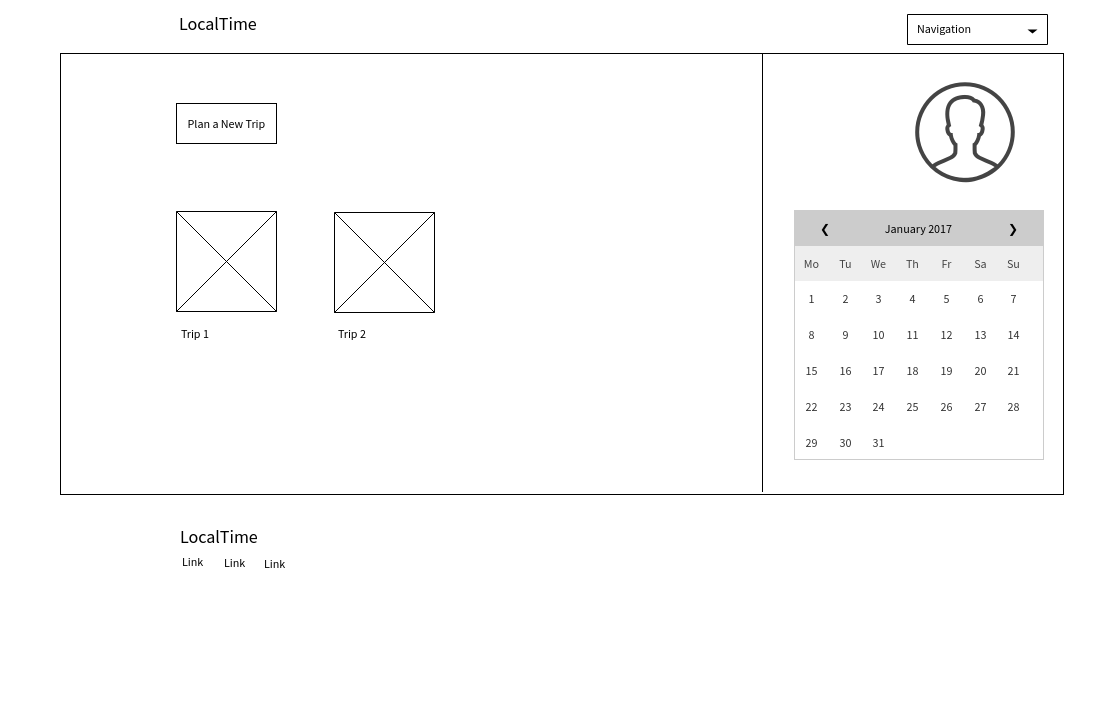 LocalTime
Navigation
Plan a New Trip
Trip 1
Trip 2
❮ January 2017 ❯
Mo Tu We Th Fr Sa Su
1 2 3 4 5 6 7
8 9 10 11 12 13 14
15 16 17 18 19 20 21
22 23 24 25 26 27 28
29 30 31
LocalTime
Link Link Link